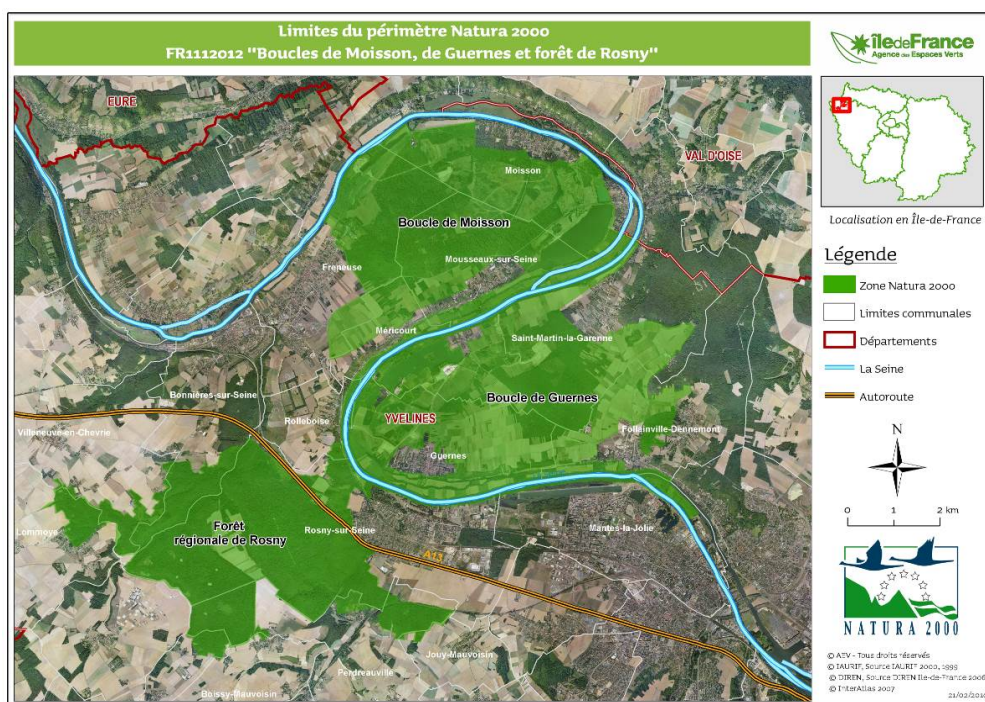 Limites du périmètre Natura 2000
FR1112012 "Boucles de Moisson, de Guernes et forêt de Rosny"
îledeFrance
Agence des Espaces Verts
EURE
VAL D'OISE
Moisson
Boucle de Moisson
Mousseaux-sur-Seine
Freneuse
Méricourt
Saint-Martin-la-Garenne
Bonnières-sur-Seine
Boucle de Guernes
YVELINES
Rolleboise
Villeneuve-en-Chevrie
Follainville-Dennemont
Guernes
Rosny-sur-Seine
Mantes-la-Jolie
Lommoye
Forêt
régionale de Rosny
A13
Jouy-Mauvoisin
Perdreauville
Boissy-Mauvoisin
Localisation en Île-de-France
Légende
Zone Natura 2000
Limites communales
Départements
La Seine
Autoroute
N
0 1 2 km
NATURA 2000
© AEV - Tous droits réservés
© IAURIF, Source IAURIF 2000, 1999
© DIREN, Source DIREN Ile-de-France 2006
© InterAtlas 2007